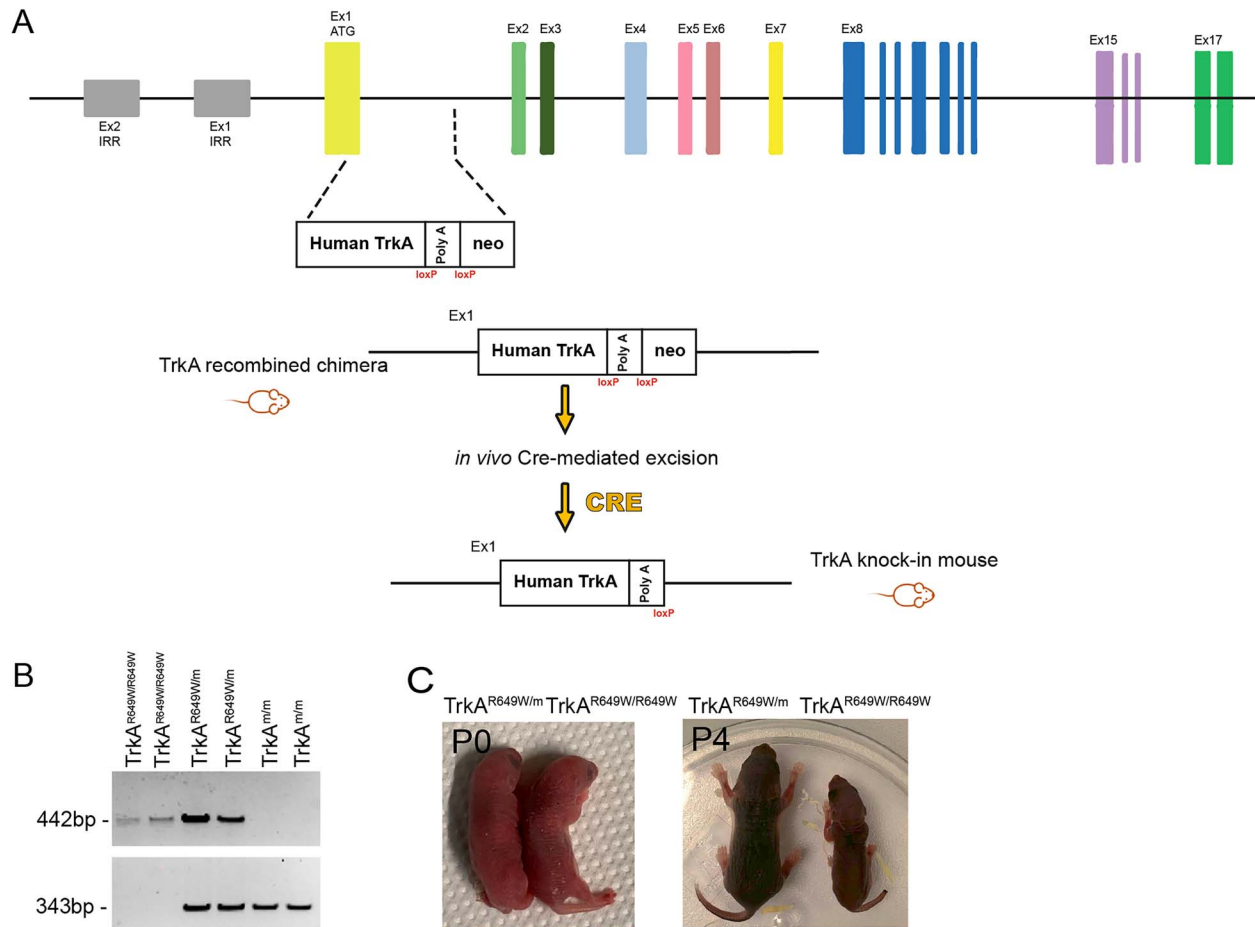 A
Ex1
ATG
Ex2
Ex3
Ex4
Ex5
Ex6
Ex7
Ex8
Ex15
Ex17
Ex2
IRR
Ex1
IRR
Human TrkA
Poly A
neo
loxP
loxP
Ex1
Human TrkA
Poly A
neo
loxP
loxP
TrkA recombined chimera
in vivo Cre-mediated excision
CRE
Ex1
Human TrkA
Poly A
loxP
TrkA knock-in mouse
B
TrkA^R649W/R649W
TrkA^R649W/R649W
TrkA^R649W/m
TrkA^R649W/m
TrkA^m/m
TrkA^m/m
442bp -
343bp -
C
TrkA^R649W/m TrkA^R649W/R649W
P0
TrkA^R649W/m TrkA^R649W/R649W
P4